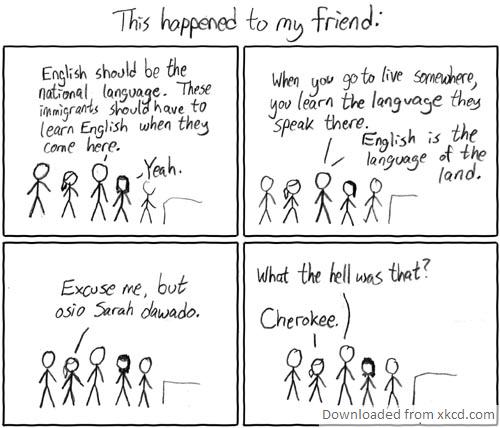 This happened to my friend:
English should be the
national language. These
immigrants should have to
learn English when they
come here.
Yeah.
When you go to live somewhere,
you learn the language they
speak there.
English is the
language of the
land.
Excuse me, but
osio Sarah dawado.
What the hell was that?
Cherokee.
Downloaded from xkcd.com